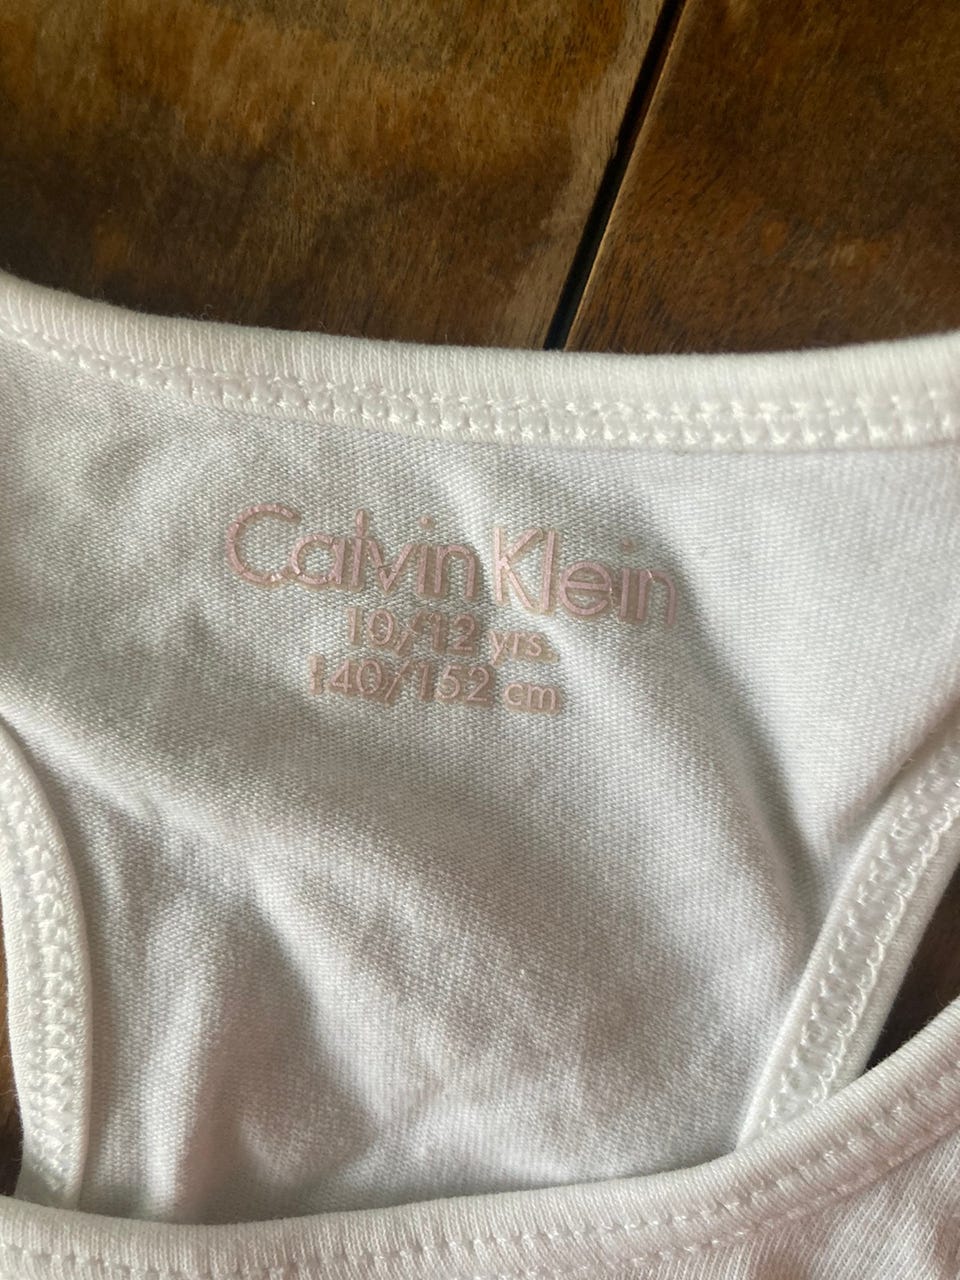 Calvin Klein
10/12 yrs.
140/152 cm